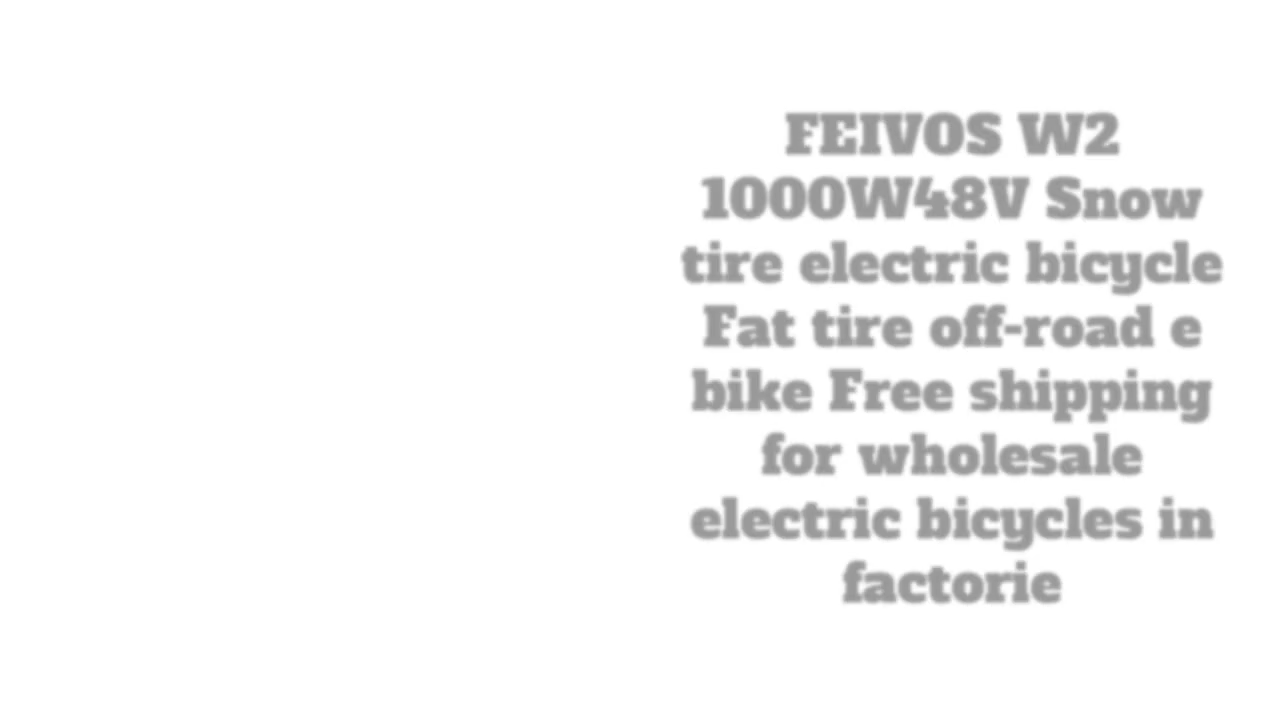 FEIVOS W2
1000W48V Snow
tire electric bicycle
Fat tire off-road e
bike Free shipping
for wholesale
electric bicycles in
factorie